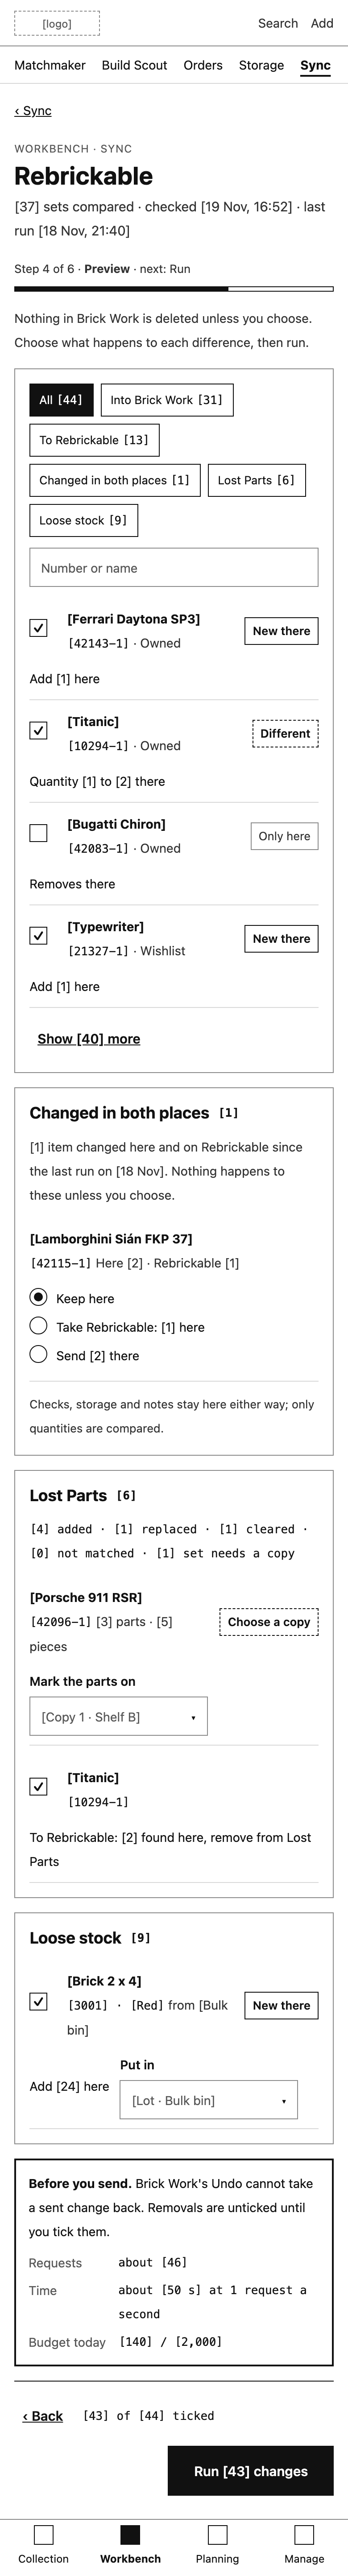 [logo]
Search Add
Matchmaker Build Scout Orders Storage Sync
‹ Sync
WORKBENCH · SYNC
Rebrickable
[37] sets compared · checked [19 Nov, 16:52] · last
run [18 Nov, 21:40]
Step 4 of 6 · Preview · next: Run
Nothing in Brick Work is deleted unless you choose.
Choose what happens to each difference, then run.
All [44] Into Brick Work [31]
To Rebrickable [13]
Changed in both places [1] Lost Parts [6]
Loose stock [9]
Number or name
[Ferrari Daytona SP3]
[42143-1] · Owned
New there
Add [1] here
[Titanic]
[10294-1] · Owned
Different
Quantity [1] to [2] there
[Bugatti Chiron]
[42083-1] · Owned
Only here
Removes there
[Typewriter]
[21327-1] · Wishlist
New there
Add [1] here
Show [40] more
Changed in both places [1]
[1] item changed here and on Rebrickable since
the last run on [18 Nov]. Nothing happens to
these unless you choose.
[Lamborghini Sián FKP 37]
[42115-1] Here [2] · Rebrickable [1]
Keep here
Take Rebrickable: [1] here
Send [2] there
Checks, storage and notes stay here either way; only
quantities are compared.
Lost Parts [6]
[4] added · [1] replaced · [1] cleared ·
[0] not matched · [1] set needs a copy
[Porsche 911 RSR]
[42096-1] [3] parts · [5]
pieces
Choose a copy
Mark the parts on
[Copy 1 · Shelf B]
[Titanic]
[10294-1]
To Rebrickable: [2] found here, remove from Lost
Parts
Loose stock [9]
[Brick 2 x 4]
[3001] · [Red] from [Bulk
bin]
New there
Put in
Add [24] here
[Lot · Bulk bin]
Before you send. Brick Work's Undo cannot take
a sent change back. Removals are unticked until
you tick them.
Requests about [46]
Time about [50 s] at 1 request a
second
Budget today [140] / [2,000]
‹ Back [43] of [44] ticked
Run [43] changes
Collection Workbench Planning Manage